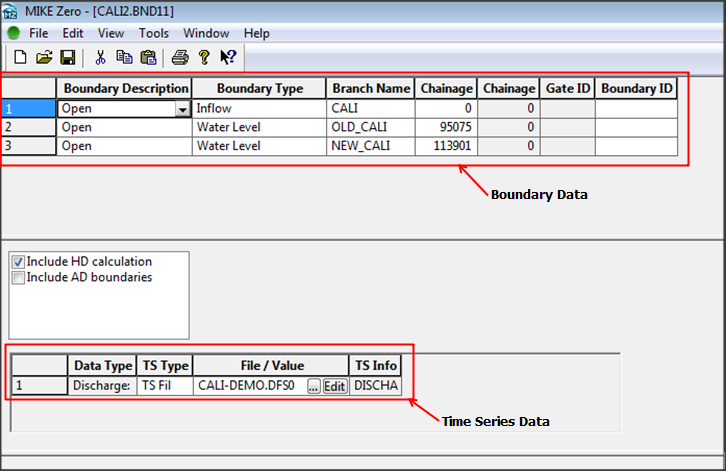 MIKE Zero - [CALI2.BND11]
File Edit View Tools Window Help
Boundary Description Boundary Type Branch Name Chainage Chainage Gate ID Boundary ID
1 Open Inflow CALI 0 0
2 Open Water Level OLD_CALI 95075 0
3 Open Water Level NEW_CALI 113901 0
Boundary Data
Include HD calculation
Include AD boundaries
Data Type TS Type File / Value TS Info
1 Discharge: TS Fil CALI-DEMO.DFS0 ... Edit DISCHA
Time Series Data